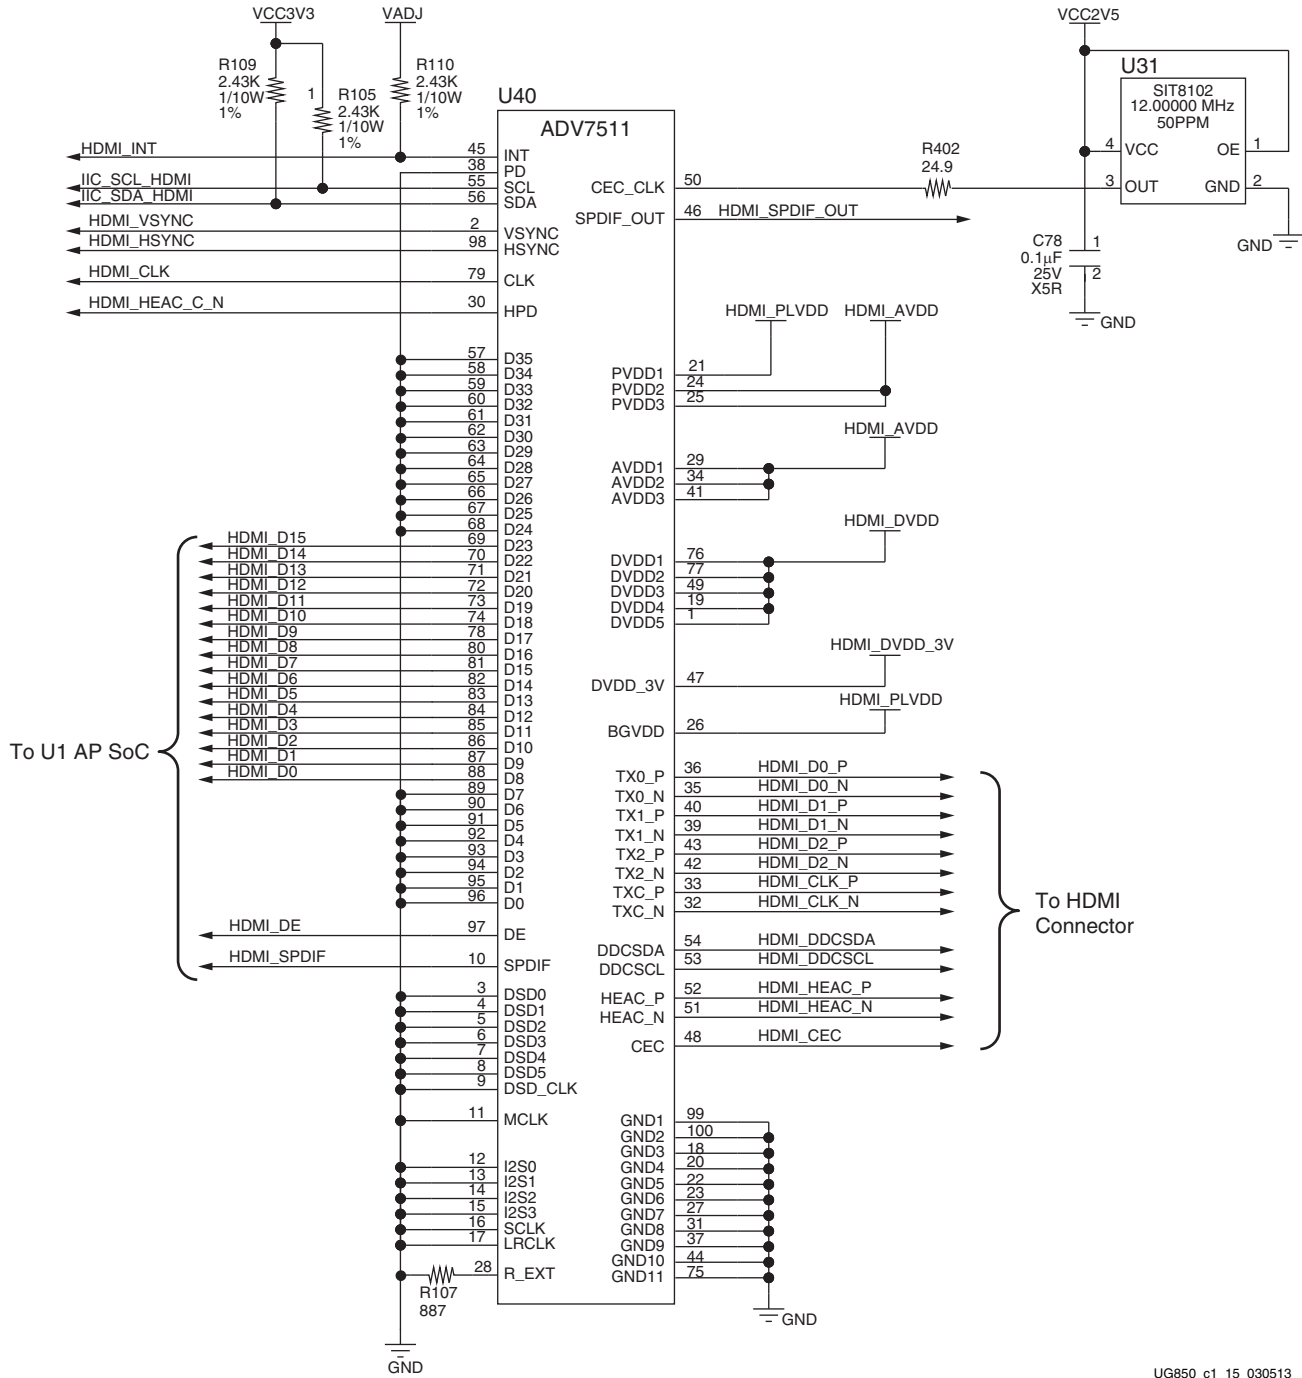 VCC3V3
VADJ
VCC2V5
R109
2.43K
1/10W
1%
1
R105
2.43K
1/10W
1%
R110
2.43K
1/10W
1%
U40
ADV7511
U31
SIT8102
12.00000 MHz
50PPM
4 VCC OE 1
3 OUT GND 2
R402
24.9
C78
0.1µF
25V
X5R
1
2
GND
GND
HDMI_INT 45 INT
38 PD
IIC_SCL_HDMI 55 SCL
IIC_SDA_HDMI 56 SDA
HDMI_VSYNC 2 VSYNC
HDMI_HSYNC 98 HSYNC
HDMI_CLK 79 CLK
HDMI_HEAC_C_N 30 HPD
57 D35
58 D34
59 D33
60 D32
61 D31
62 D30
63 D29
64 D28
65 D27
66 D26
67 D25
68 D24
HDMI_D15 69 D23
HDMI_D14 70 D22
HDMI_D13 71 D21
HDMI_D12 72 D20
HDMI_D11 73 D19
HDMI_D10 74 D18
HDMI_D9 78 D17
HDMI_D8 80 D16
HDMI_D7 81 D15
HDMI_D6 82 D14
HDMI_D5 83 D13
HDMI_D4 84 D12
HDMI_D3 85 D11
HDMI_D2 86 D10
HDMI_D1 87 D9
HDMI_D0 88 D8
To U1 AP SoC
89 D7
90 D6
91 D5
92 D4
93 D3
94 D2
95 D1
96 D0
HDMI_DE 97 DE
HDMI_SPDIF 10 SPDIF
3 DSD0
4 DSD1
5 DSD2
6 DSD3
7 DSD4
8 DSD5
9 DSD_CLK
11 MCLK
12 I2S0
13 I2S1
14 I2S2
15 I2S3
16 SCLK
17 LRCLK
28 R_EXT
R107
887
GND
CEC_CLK 50
SPDIF_OUT 46 HDMI_SPDIF_OUT
HDMI_PLVDD
HDMI_AVDD
PVDD1 21
PVDD2 24
PVDD3 25
HDMI_AVDD
AVDD1 29
AVDD2 34
AVDD3 41
HDMI_DVDD
DVDD1 76
DVDD2 77
DVDD3 49
DVDD4 19
DVDD5 1
HDMI_DVDD_3V
DVDD_3V 47
HDMI_PLVDD
BGVDD 26
TX0_P 36 HDMI_D0_P
TX0_N 35 HDMI_D0_N
TX1_P 40 HDMI_D1_P
TX1_N 39 HDMI_D1_N
TX2_P 43 HDMI_D2_P
TX2_N 42 HDMI_D2_N
TXC_P 33 HDMI_CLK_P
TXC_N 32 HDMI_CLK_N
DDCSDA 54 HDMI_DDCSDA
DDCSCL 53 HDMI_DDCSCL
HEAC_P 52 HDMI_HEAC_P
HEAC_N 51 HDMI_HEAC_N
CEC 48 HDMI_CEC
To HDMI
Connector
GND1 99
GND2 100
GND3 18
GND4 20
GND5 22
GND6 23
GND7 27
GND8 31
GND9 37
GND10 44
GND11 75
GND
UG850_c1_15_030513